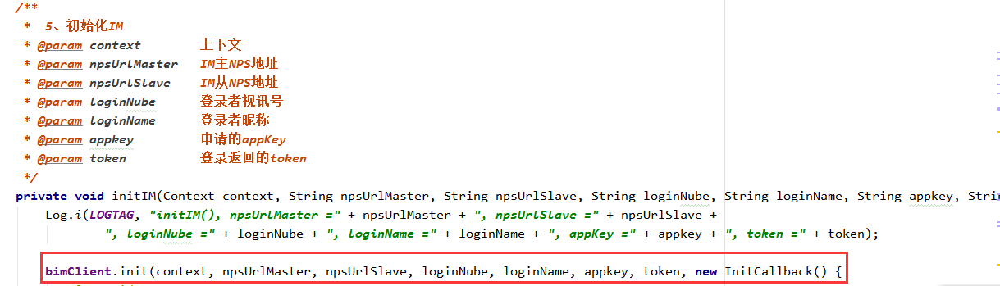 /**
 *  5、初始化IM
 * @param context        上下文
 * @param npsUrlMaster   IM主NPS地址
 * @param npsUrlSlave    IM从NPS地址
 * @param loginNube      登录者视讯号
 * @param loginName      登录者昵称
 * @param appkey         申请的appKey
 * @param token          登录返回的token
 */
private void initIM(Context context, String npsUrlMaster, String npsUrlSlave, String loginNube, String loginName, String appkey, Stri
    Log.i(LOGTAG, "initIM(), npsUrlMaster =" + npsUrlMaster + ", npsUrlSlave =" + npsUrlSlave +
            ", loginNube =" + loginNube + ", loginName =" + loginName + ", appKey =" + appkey + ", token =" + token);
    bimClient.init(context, npsUrlMaster, npsUrlSlave, loginNube, loginName, appkey, token, new InitCallback() {